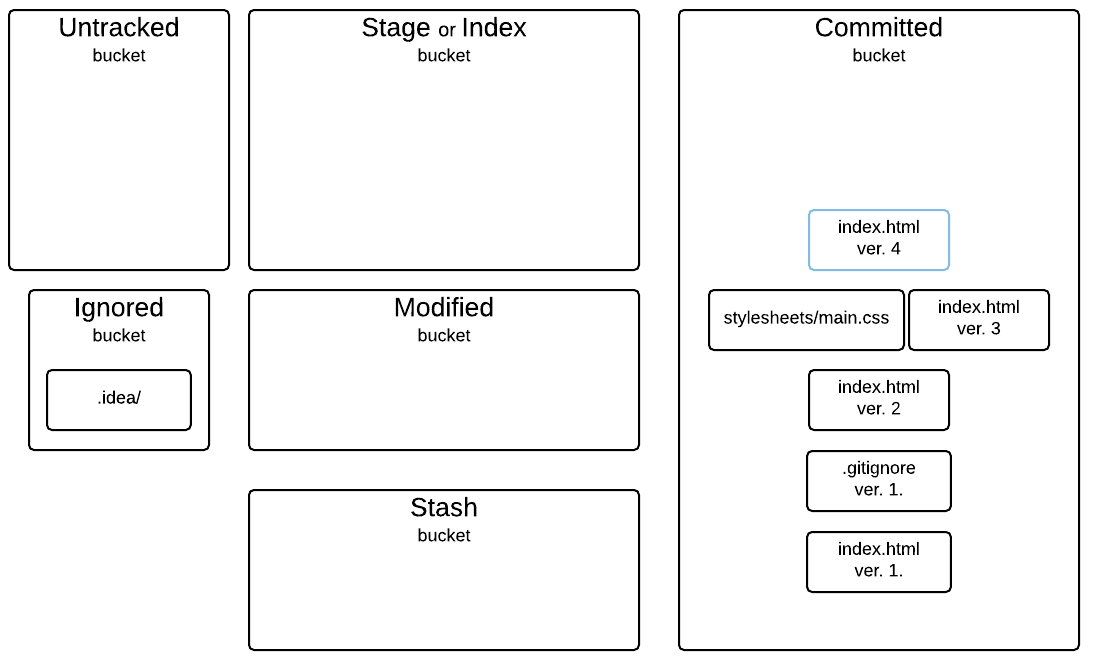 Untracked
bucket
Stage or Index
bucket
Committed
bucket
index.html
ver. 4
Ignored
bucket
.idea/
Modified
bucket
stylesheets/main.css
index.html
ver. 3
index.html
ver. 2
.gitignore
ver. 1.
Stash
bucket
index.html
ver. 1.